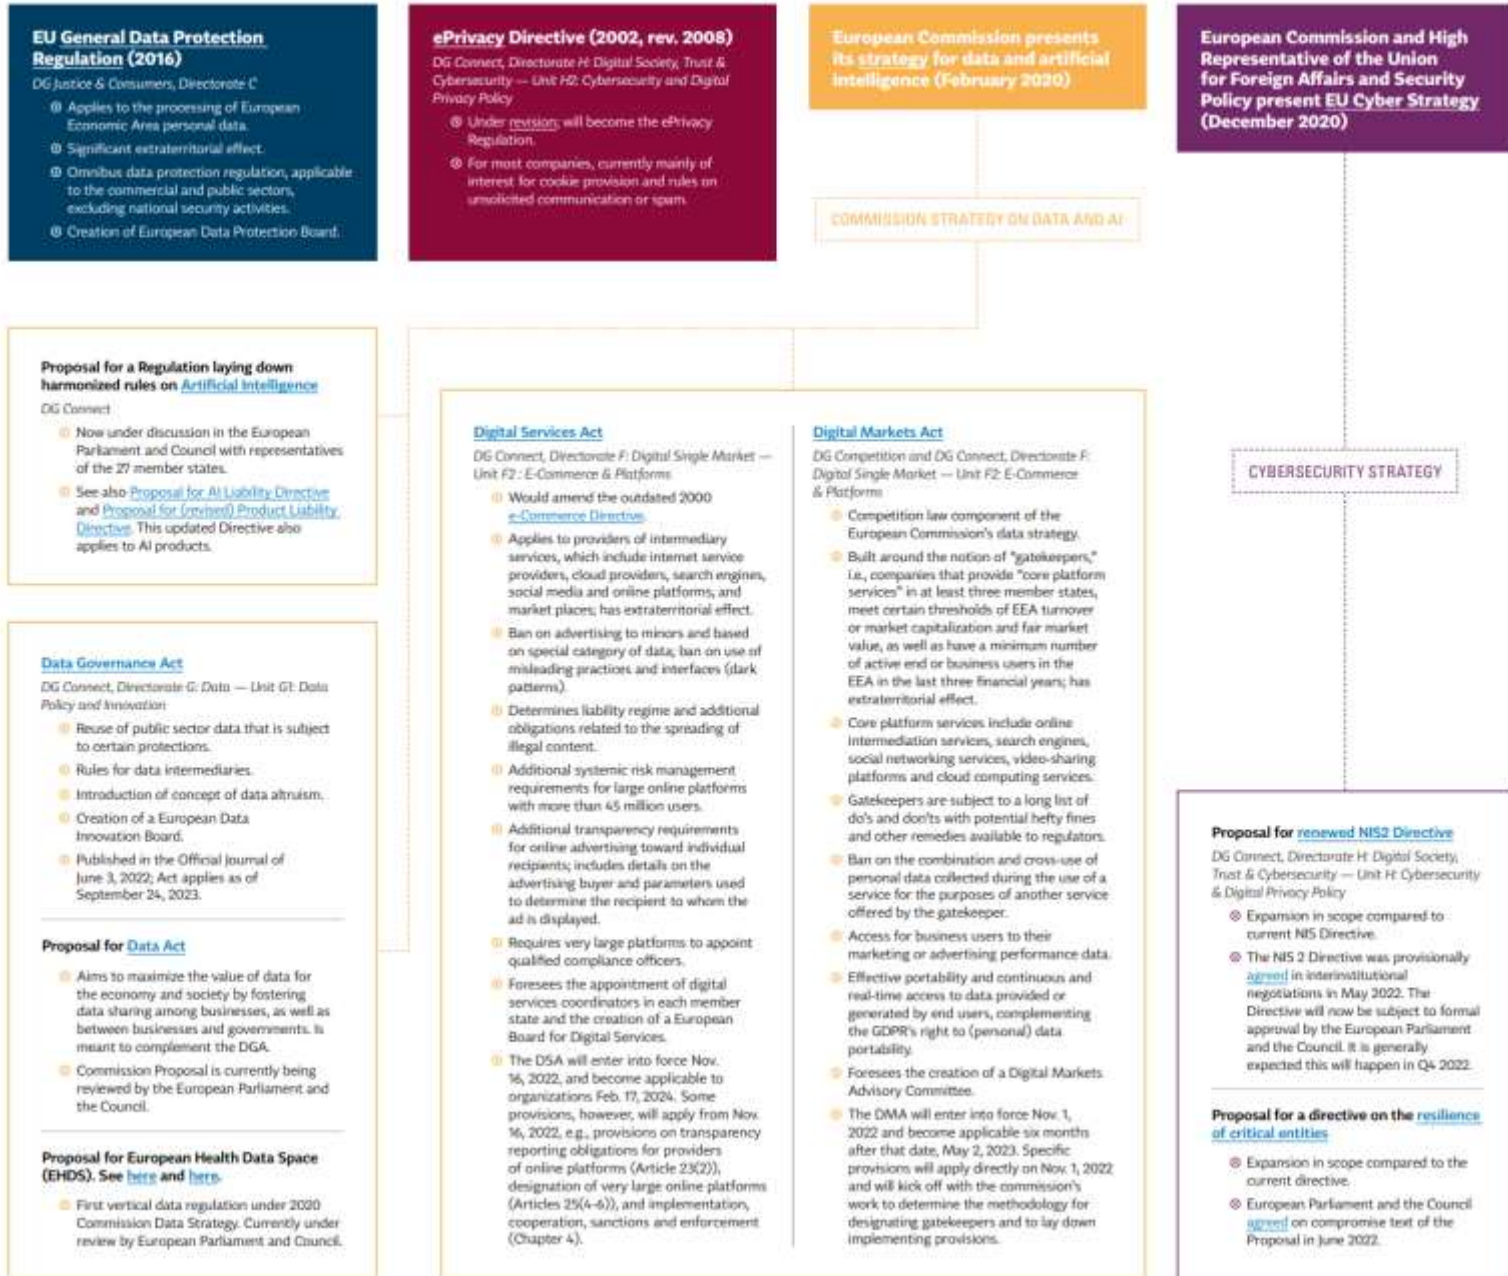 EU General Data Protection
Regulation (2016)
DG Justice & Consumers, Directorate C
Applies to the processing of European
Economic Area personal data.
Significant extraterritorial effect.
Omnibus data protection regulation, applicable
to the commercial and public sectors,
excluding national security activities.
Creation of European Data Protection Board.
ePrivacy Directive (2002, rev. 2008)
DG Connect, Directorate H: Digital Society, Trust &
Cybersecurity — Unit H2: Cybersecurity and Digital
Privacy Policy
Under revision; will become the ePrivacy
Regulation.
For most companies, currently mainly of
interest for cookie provision and rules on
unsolicited communication or spam.
European Commission presents
its strategy for data and artificial
intelligence (February 2020)
COMMISSION STRATEGY ON DATA AND AI
European Commission and High
Representative of the Union
for Foreign Affairs and Security
Policy present EU Cyber Strategy
(December 2020)
Proposal for a Regulation laying down
harmonized rules on Artificial Intelligence
DG Connect
Now under discussion in the European
Parliament and Council with representatives
of the 27 member states.
See also Proposal for AI Liability Directive
and Proposal for (revised) Product Liability
Directive. This updated Directive also
applies to AI products.
Data Governance Act
DG Connect, Directorate G: Data — Unit G1: Data
Policy and Innovation
Reuse of public sector data that is subject
to certain protections.
Rules for data intermediaries.
Introduction of concept of data altruism.
Creation of a European Data
Innovation Board.
Published in the Official Journal of
June 3, 2022; Act applies as of
September 24, 2023.
Proposal for Data Act
Aims to maximize the value of data for
the economy and society by fostering
data sharing among businesses, as well as
between businesses and governments. Is
meant to complement the DGA.
Commission Proposal is currently being
reviewed by the European Parliament and
the Council.
Proposal for European Health Data Space
(EHDS). See here and here.
First vertical data regulation under 2020
Commission Data Strategy. Currently under
review by European Parliament and Council.
Digital Services Act
DG Connect, Directorate F: Digital Single Market —
Unit F2 : E-Commerce & Platforms
Would amend the outdated 2000
e-Commerce Directive.
Applies to providers of intermediary
services, which include internet service
providers, cloud providers, search engines,
social media and online platforms, and
market places; has extraterritorial effect.
Ban on advertising to minors and based
on special category of data; ban on use of
misleading practices and interfaces (dark
patterns).
Determines liability regime and additional
obligations related to the spreading of
illegal content.
Additional systemic risk management
requirements for large online platforms
with more than 45 million users.
Additional transparency requirements
for online advertising toward individual
recipients; includes details on the
advertising buyer and parameters used
to determine the recipient to whom the
ad is displayed.
Requires very large platforms to appoint
qualified compliance officers.
Foresees the appointment of digital
services coordinators in each member
state and the creation of a European
Board for Digital Services.
The DSA will enter into force Nov.
16, 2022, and become applicable to
organizations Feb. 17, 2024. Some
provisions, however, will apply from Nov.
16, 2022, e.g., provisions on transparency
reporting obligations for providers
of online platforms (Article 23(2)),
designation of very large online platforms
(Articles 25(4-6)), and implementation,
cooperation, sanctions and enforcement
(Chapter 4).
Digital Markets Act
DG Competition and DG Connect, Directorate F:
Digital Single Market — Unit F2: E-Commerce
& Platforms
Competition law component of the
European Commission's data strategy.
Built around the notion of "gatekeepers,"
i.e., companies that provide "core platform
services" in at least three member states,
meet certain thresholds of EEA turnover
or market capitalization and fair market
value, as well as have a minimum number
of active end or business users in the
EEA in the last three financial years; has
extraterritorial effect.
Core platform services include online
intermediation services, search engines,
social networking services, video-sharing
platforms and cloud computing services.
Gatekeepers are subject to a long list of
do's and don'ts with potential hefty fines
and other remedies available to regulators.
Ban on the combination and cross-use of
personal data collected during the use of a
service for the purposes of another service
offered by the gatekeeper.
Access for business users to their
marketing or advertising performance data.
Effective portability and continuous and
real-time access to data provided or
generated by end users, complementing
the GDPR's right to (personal) data
portability.
Foresees the creation of a Digital Markets
Advisory Committee.
The DMA will enter into force Nov. 1,
2022 and become applicable six months
after that date, May 2, 2023. Specific
provisions will apply directly on Nov. 1, 2022
and will kick off with the commission's
work to determine the methodology for
designating gatekeepers and to lay down
implementing provisions.
CYBERSECURITY STRATEGY
Proposal for renewed NIS2 Directive
DG Connect, Directorate H: Digital Society,
Trust & Cybersecurity — Unit H: Cybersecurity
& Digital Privacy Policy
Expansion in scope compared to
current NIS Directive.
The NIS 2 Directive was provisionally
agreed in interinstitutional
negotiations in May 2022. The
Directive will now be subject to formal
approval by the European Parliament
and the Council. It is generally
expected this will happen in Q4 2022.
Proposal for a directive on the resilience
of critical entities
Expansion in scope compared to the
current directive.
European Parliament and the Council
agreed on compromise text of the
Proposal in June 2022.